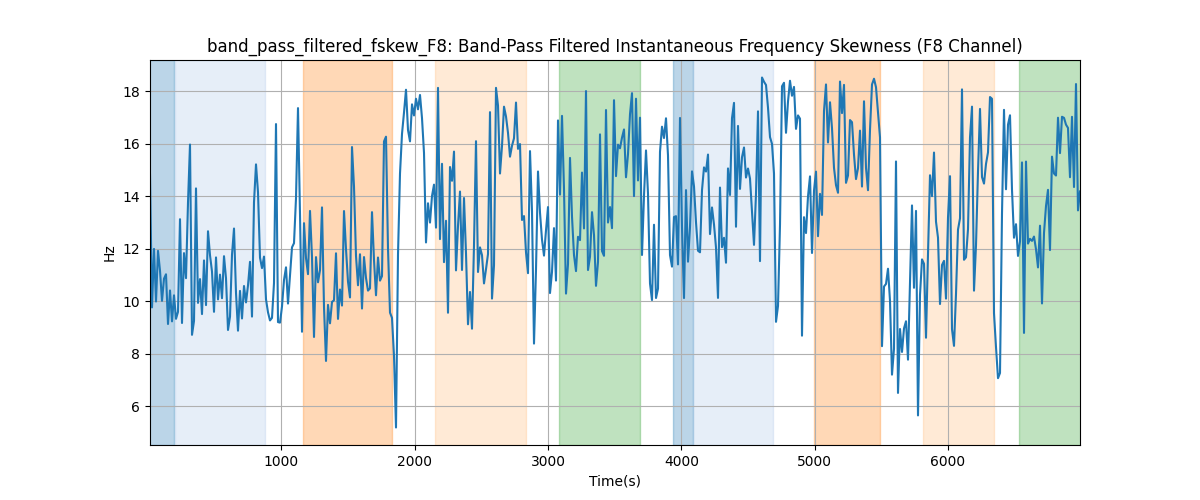 band_pass_filtered_fskew_F8: Band-Pass Filtered Instantaneous Frequency Skewness (F8 Channel)
18
16
14
12
10
8
6
Hz
1000 2000 3000 4000 5000 6000
Time(s)